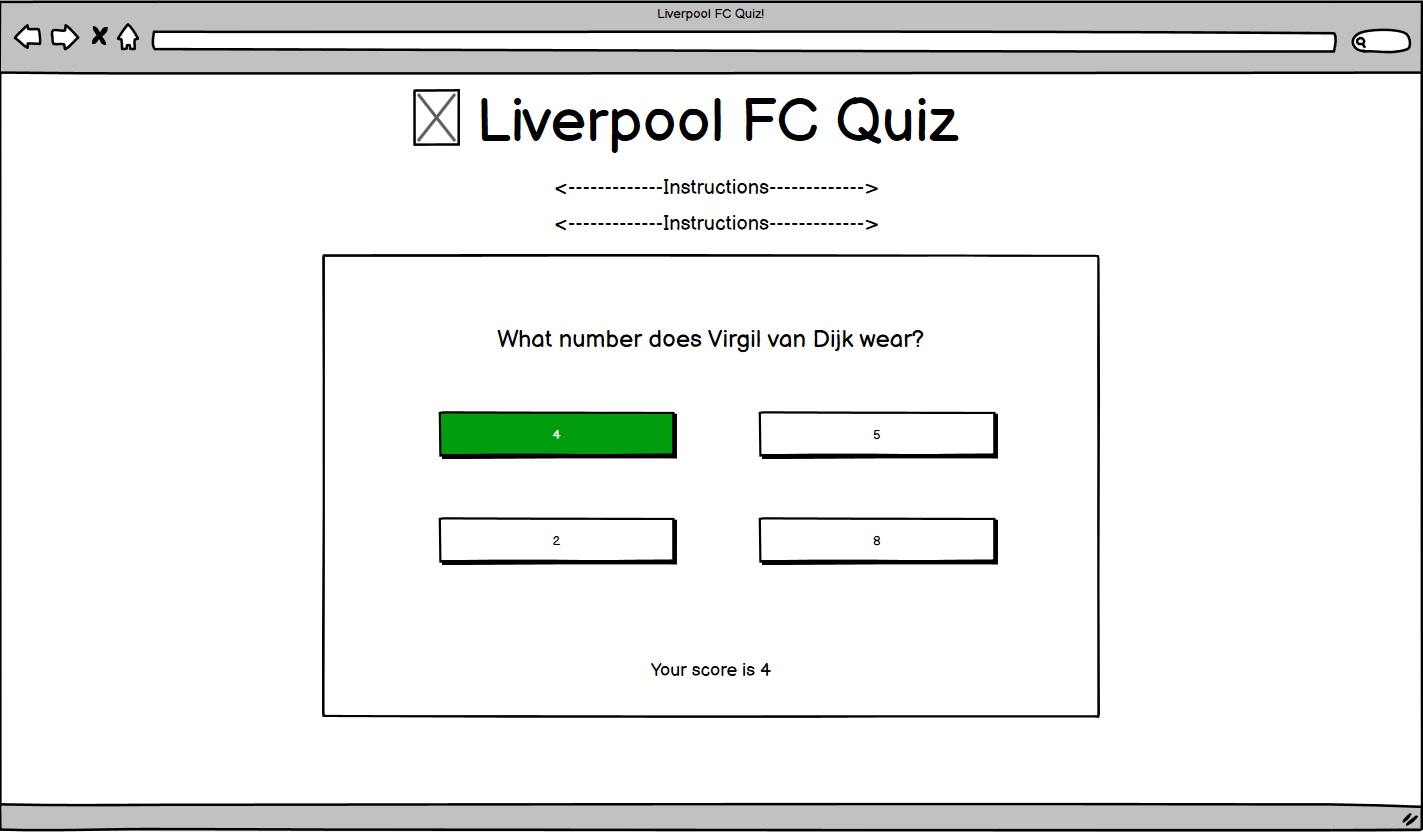 Liverpool FC Quiz!
Liverpool FC Quiz
<-------------Instructions------------->
<-------------Instructions------------->
What number does Virgil van Dijk wear?
4
5
2
8
Your score is 4